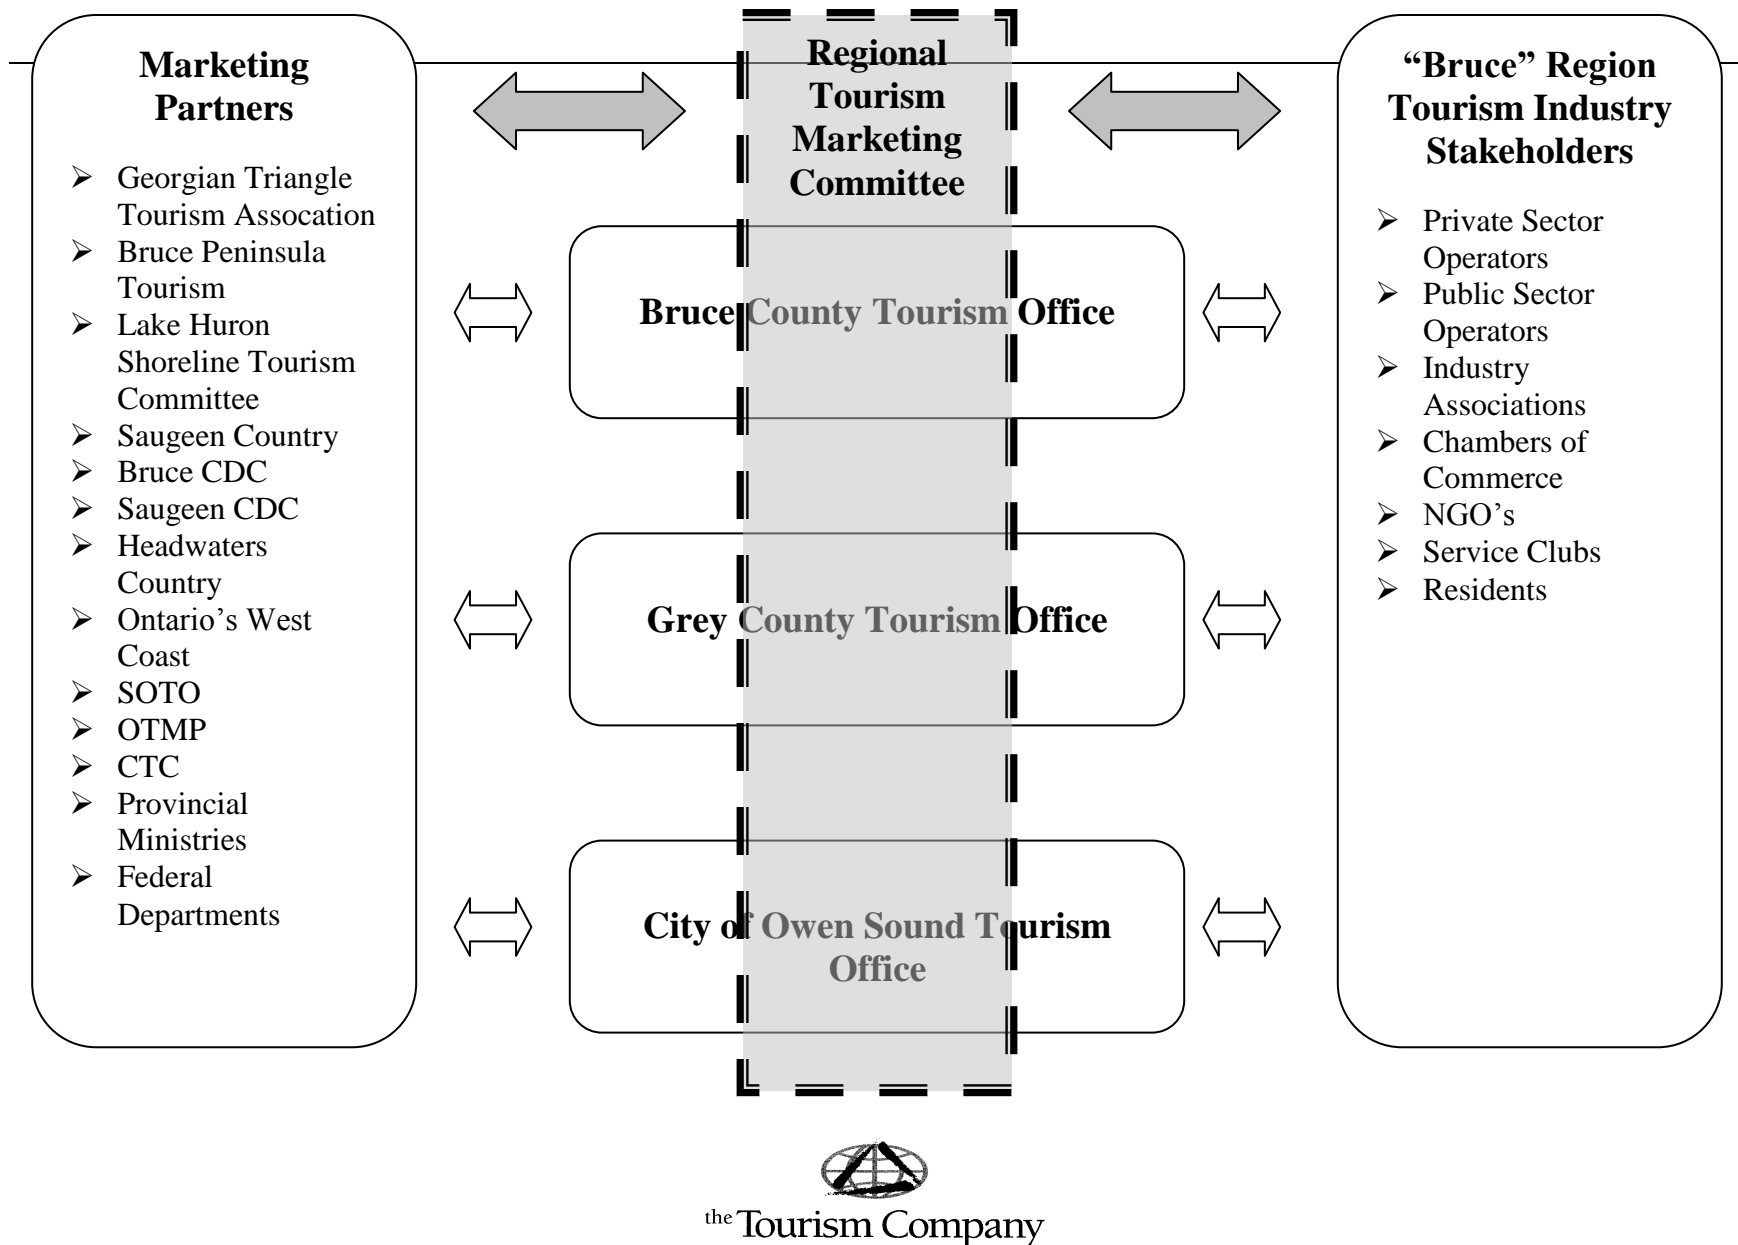 Marketing
Partners
➢ Georgian Triangle
Tourism Assocation
➢ Bruce Peninsula
Tourism
➢ Lake Huron
Shoreline Tourism
Committee
➢ Saugeen Country
➢ Bruce CDC
➢ Saugeen CDC
➢ Headwaters
Country
➢ Ontario’s West
Coast
➢ SOTO
➢ OTMP
➢ CTC
➢ Provincial
Ministries
➢ Federal
Departments
Regional
Tourism
Marketing
Committee
Bruce County Tourism Office
Grey County Tourism Office
City of Owen Sound Tourism
Office
“Bruce” Region
Tourism Industry
Stakeholders
➢ Private Sector
Operators
➢ Public Sector
Operators
➢ Industry
Associations
➢ Chambers of
Commerce
➢ NGO’s
➢ Service Clubs
➢ Residents
the Tourism Company